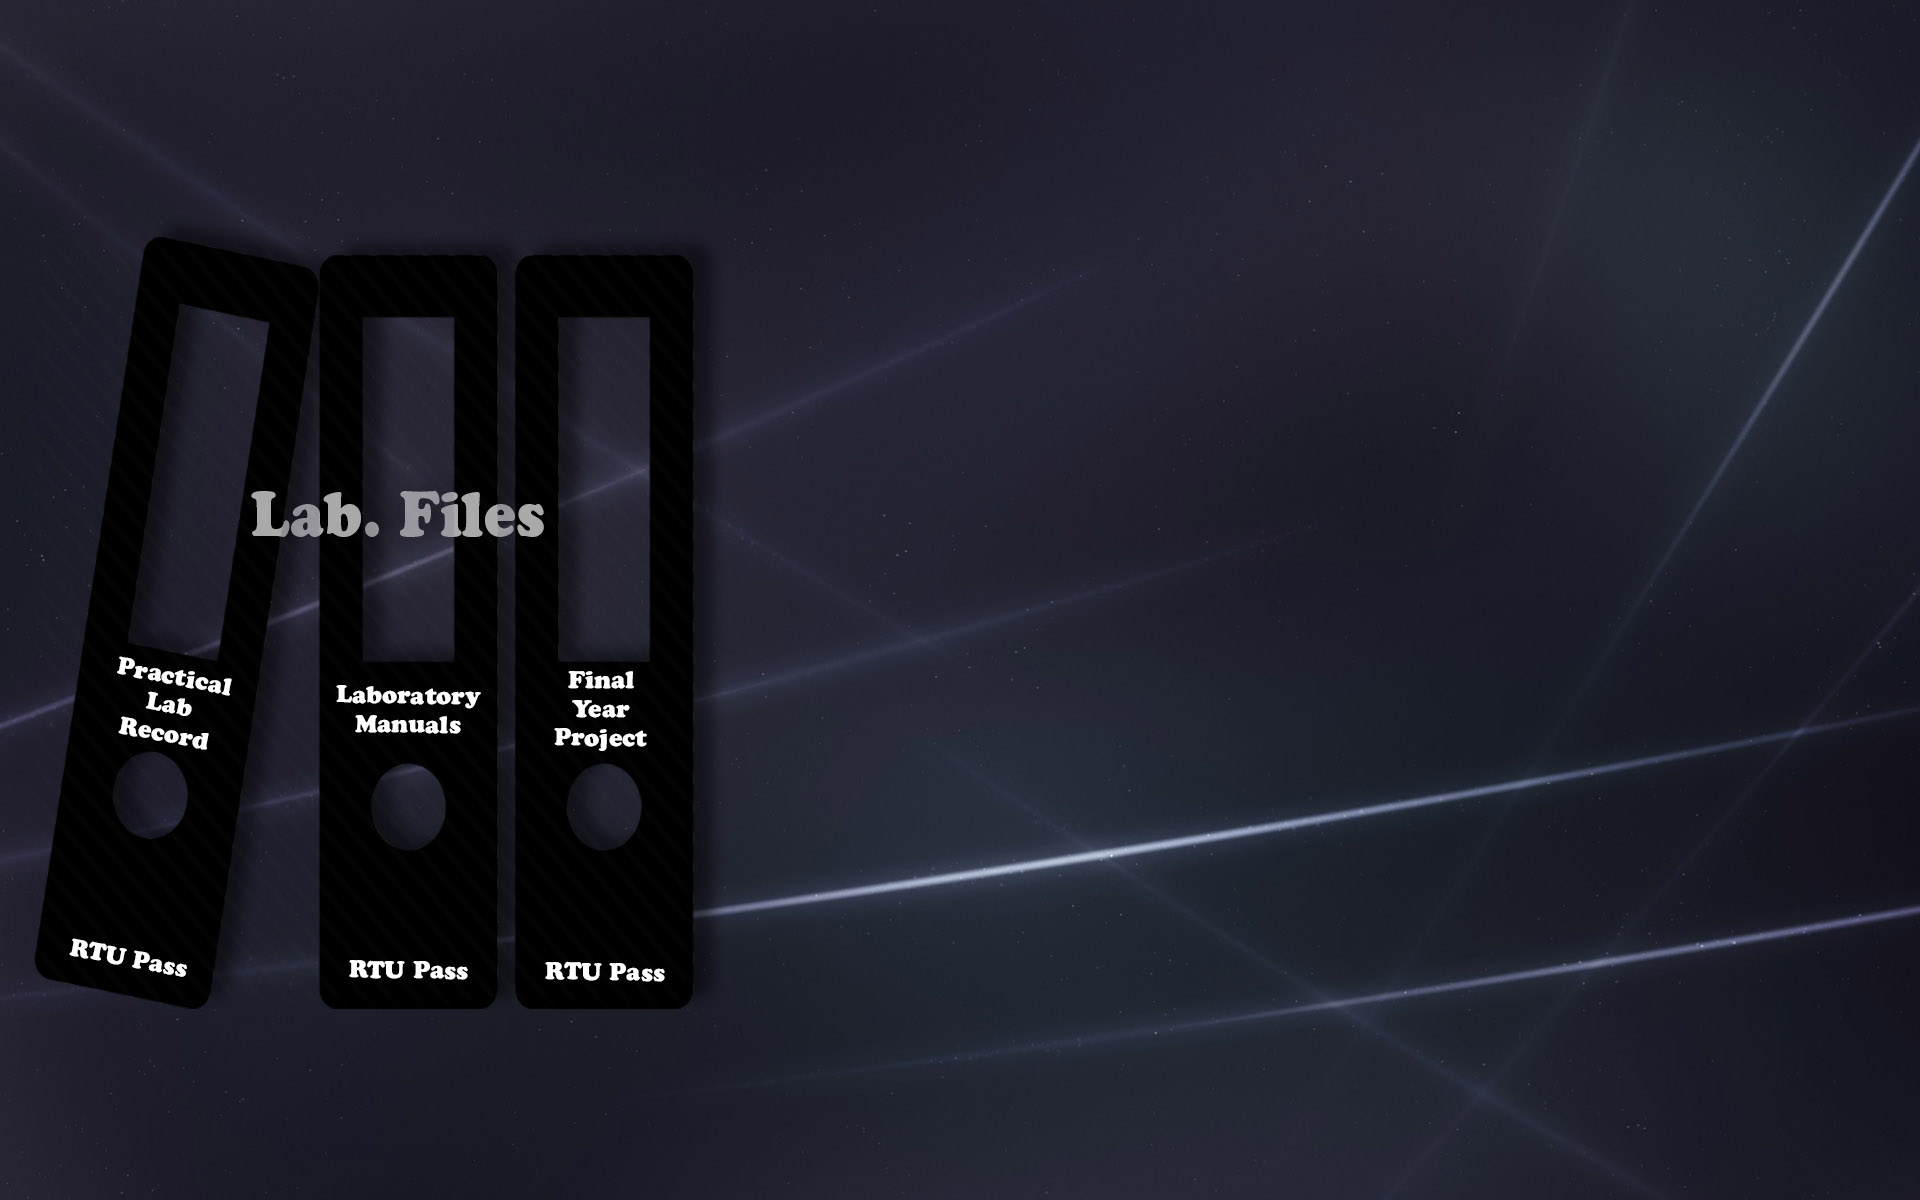 Lab. Files
Practical
Lab
Record
RTU Pass
Laboratory
Manuals
RTU Pass
Final
Year
Project
RTU Pass